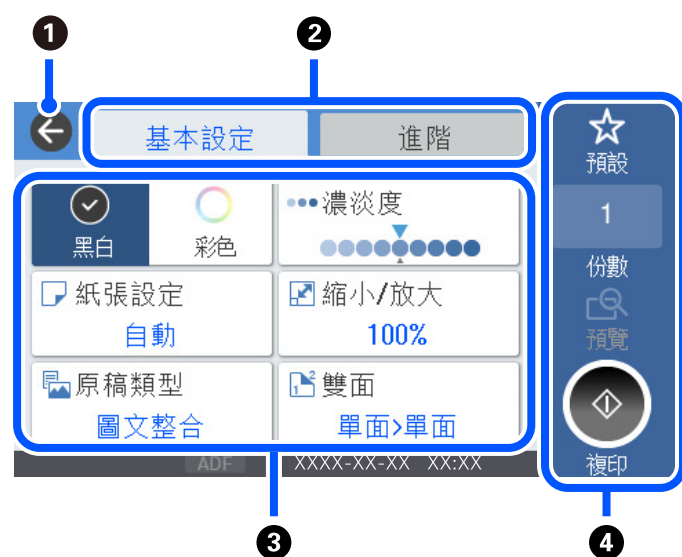 1
2
基本設定
進階
預設
黑白
彩色
濃淡度
1
份數
紙張設定
自動
縮小/放大
100%
預覽
原稿類型
圖文整合
1 2
雙面
單面>單面
複印
ADF
XXXX-XX-XX XX:XX
3
4